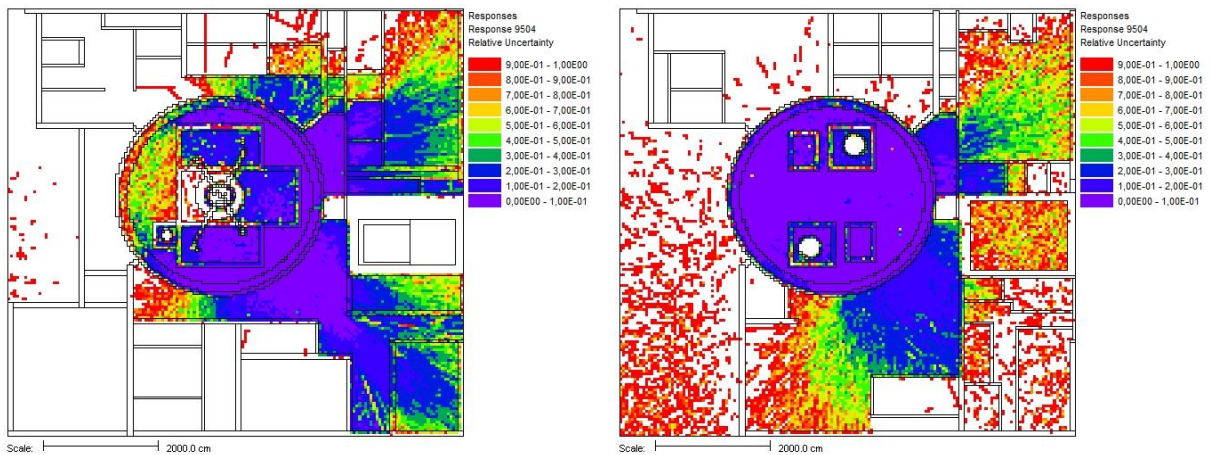 Responses
Response 9504
Relative Uncertainty
9,00E-01 - 1,00E00
8,00E-01 - 9,00E-01
7,00E-01 - 8,00E-01
6,00E-01 - 7,00E-01
5,00E-01 - 6,00E-01
4,00E-01 - 5,00E-01
3,00E-01 - 4,00E-01
2,00E-01 - 3,00E-01
1,00E-01 - 2,00E-01
0,00E00 - 1,00E-01
Scale:
2000.0 cm
Responses
Response 9504
Relative Uncertainty
9,00E-01 - 1,00E00
8,00E-01 - 9,00E-01
7,00E-01 - 8,00E-01
6,00E-01 - 7,00E-01
5,00E-01 - 6,00E-01
4,00E-01 - 5,00E-01
3,00E-01 - 4,00E-01
2,00E-01 - 3,00E-01
1,00E-01 - 2,00E-01
0,00E00 - 1,00E-01
Scale:
2000.0 cm